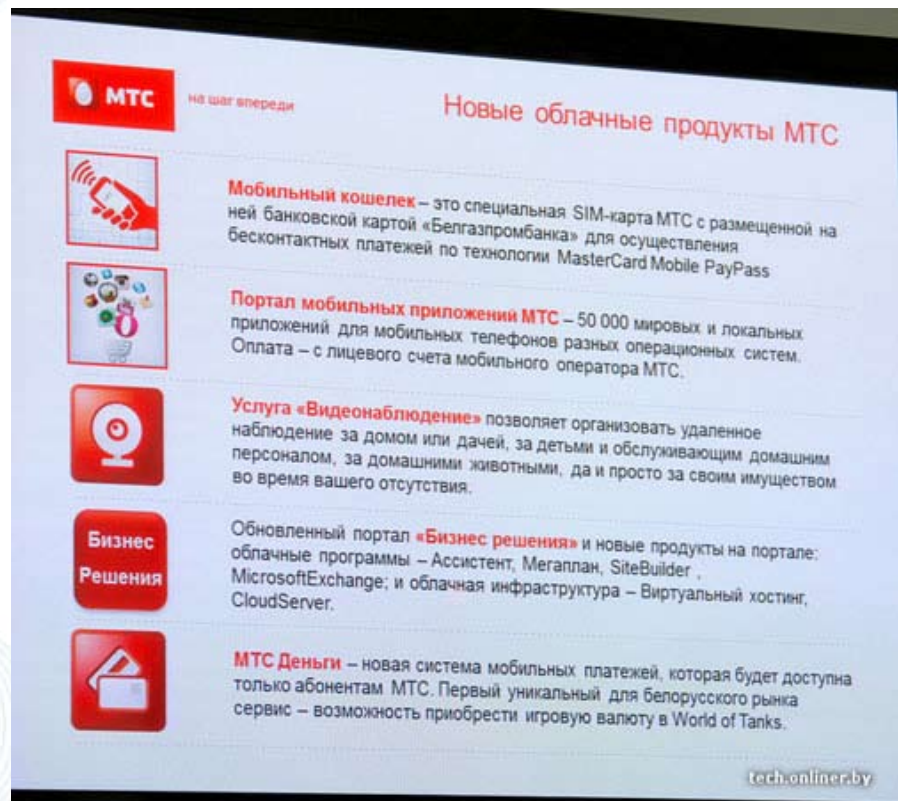 МТС
на шаг впереди
Новые облачные продукты МТС
Мобильный кошелек – это специальная SIM-карта МТС с размещенной на
ней банковской картой «Белгазпромбанка» для осуществления
бесконтактных платежей по технологии MasterCard Mobile PayPass
Портал мобильных приложений МТС – 50 000 мировых и локальных
приложений для мобильных телефонов разных операционных систем.
Оплата – с лицевого счета мобильного оператора МТС.
Услуга «Видеонаблюдение» позволяет организовать удаленное
наблюдение за домом или дачей, за детьми и обслуживающим домашним
персоналом, за домашними животными, да и просто за своим имуществом
во время вашего отсутствия.
Бизнес
Решения
Обновленный портал «Бизнес решения» и новые продукты на портале:
облачные программы – Ассистент, Мегаплан, SiteBuilder ,
MicrosoftExchange; и облачная инфраструктура – Виртуальный хостинг,
CloudServer.
МТС Деньги – новая система мобильных платежей, которая будет доступна
только абонентам МТС. Первый уникальный для белорусского рынка
сервис – возможность приобрести игровую валюту в World of Tanks.
tech.onliner.by